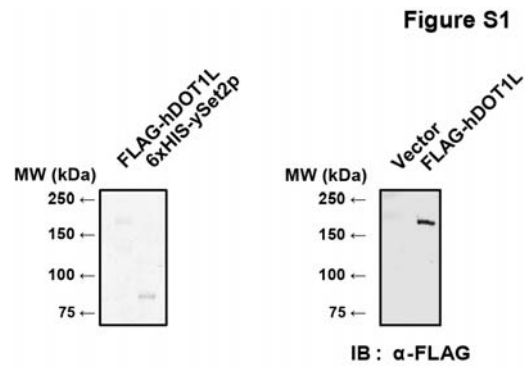 Figure S1
FLAG-hDOT1L
6xHIS-ySet2p
MW (kDa)
250 ←
150 ←
100 ←
75 ←
Vector
FLAG-hDOT1L
MW (kDa)
250 ←
150 ←
100 ←
75 ←
IB : α-FLAG